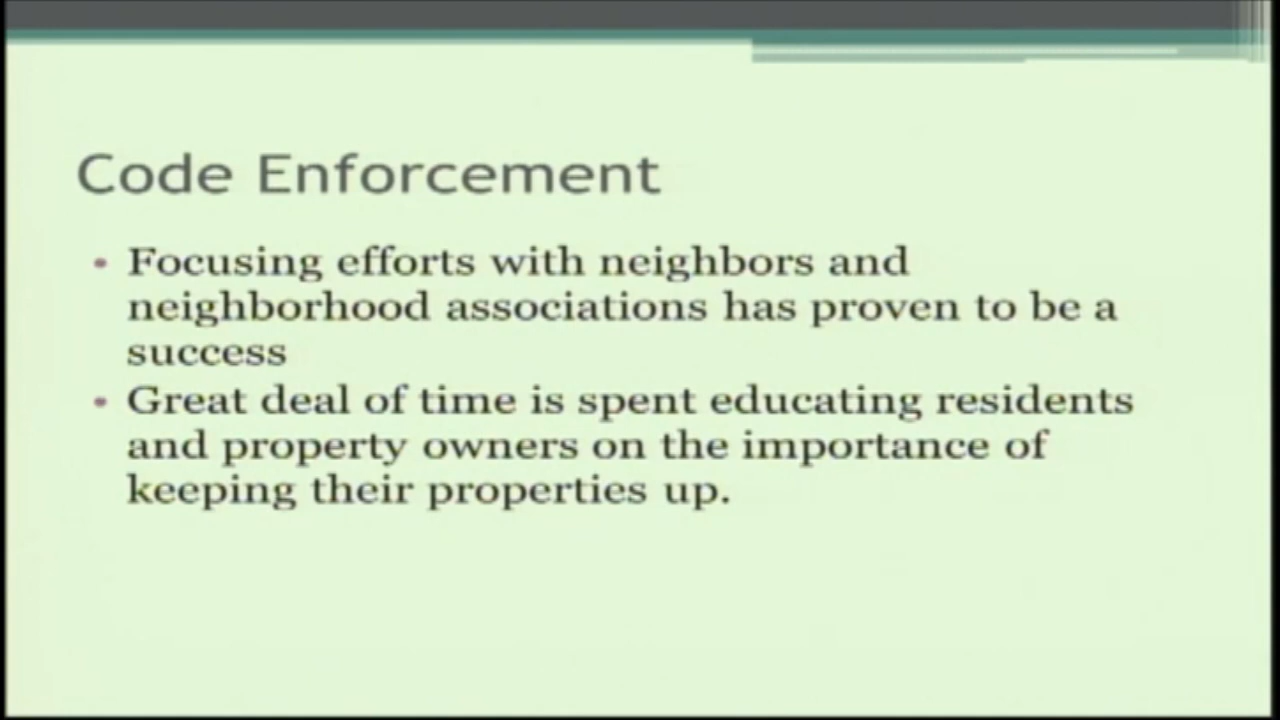 Code Enforcement
• Focusing efforts with neighbors and
neighborhood associations has proven to be a
success
• Great deal of time is spent educating residents
and property owners on the importance of
keeping their properties up.